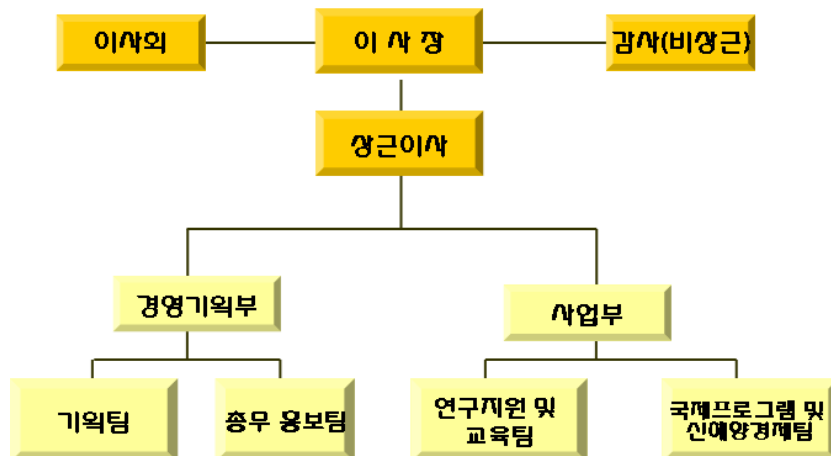 이사회
이 사 장
감사(비상근)
상근이사
경영기획부
사업부
기획팀
총무 홍보팀
연구지원 및
교육팀
국제프로그램 및
신해양경제팀